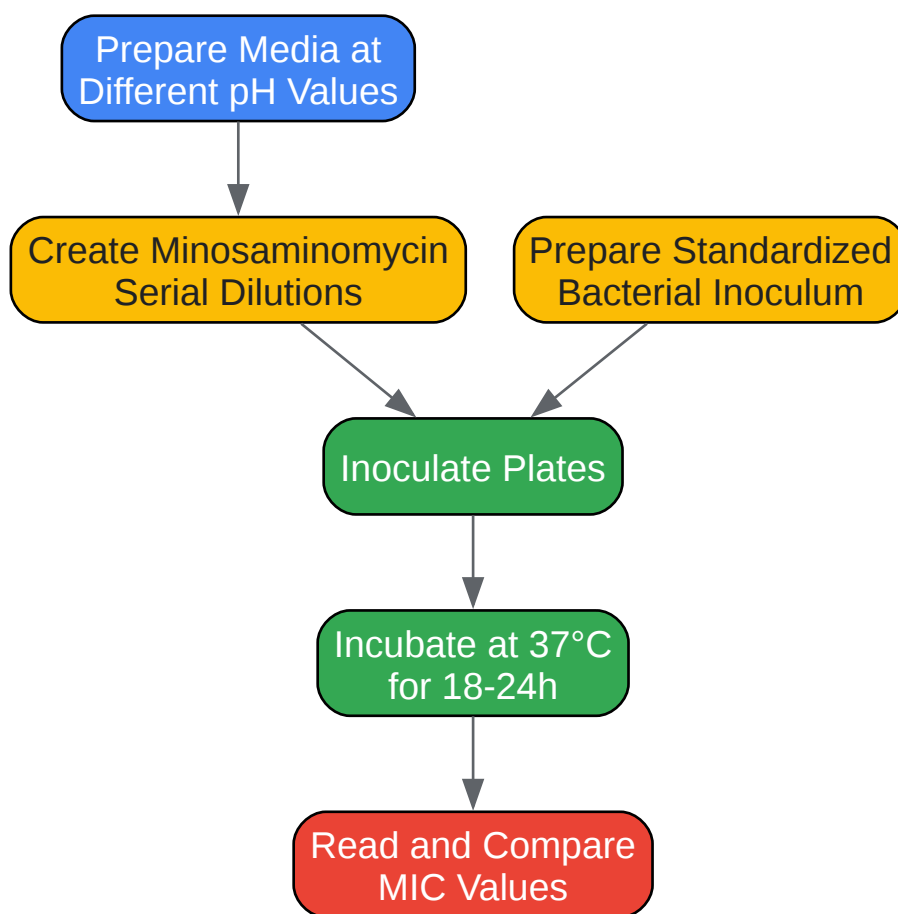 Prepare Media at
Different pH Values
Create Minosaminomycin
Serial Dilutions
Prepare Standardized
Bacterial Inoculum
Inoculate Plates
Incubate at 37°C
for 18-24h
Read and Compare
MIC Values